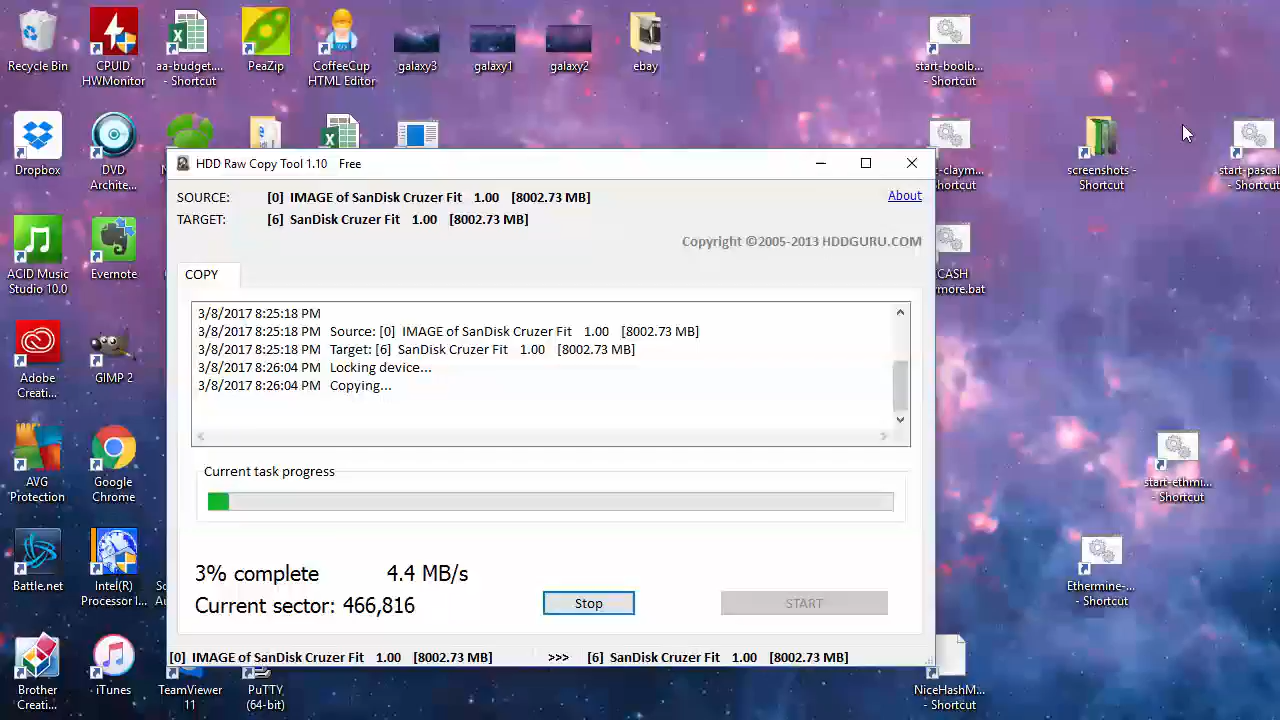 Recycle Bin
CPUID
HWMonitor
aa-budget....
- Shortcut
PeaZip
CoffeeCup
HTML Editor
galaxy3
galaxy1
galaxy2
ebay
start-boolb...
- Shortcut
Dropbox
DVD
Archite...
screenshots -
Shortcut
start-pascal
Shortcut
HDD Raw Copy Tool 1.10 Free
SOURCE: [0] IMAGE of SanDisk Cruzer Fit 1.00 [8002.73 MB]
TARGET: [6] SanDisk Cruzer Fit 1.00 [8002.73 MB]
About
Copyright ©2005-2013 HDDGURU.COM
COPY
3/8/2017 8:25:18 PM
3/8/2017 8:25:18 PM Source: [0] IMAGE of SanDisk Cruzer Fit 1.00 [8002.73 MB]
3/8/2017 8:25:18 PM Target: [6] SanDisk Cruzer Fit 1.00 [8002.73 MB]
3/8/2017 8:26:04 PM Locking device...
3/8/2017 8:26:04 PM Copying...
Current task progress
3% complete 4.4 MB/s
Current sector: 466,816
Stop
START
[0] IMAGE of SanDisk Cruzer Fit 1.00 [8002.73 MB] >>> [6] SanDisk Cruzer Fit 1.00 [8002.73 MB]
-claym...
Shortcut
ACID Music
Studio 10.0
Evernote
CASH
ymore.bat
Adobe
Creati...
GIMP 2
AVG
Protection
Google
Chrome
start-ethmi...
- Shortcut
Battle.net
Intel(R)
Processor I...
Ethermine-...
- Shortcut
Brother
Creati...
iTunes
TeamViewer
11
PuTTY
(64-bit)
NiceHashM...
- Shortcut